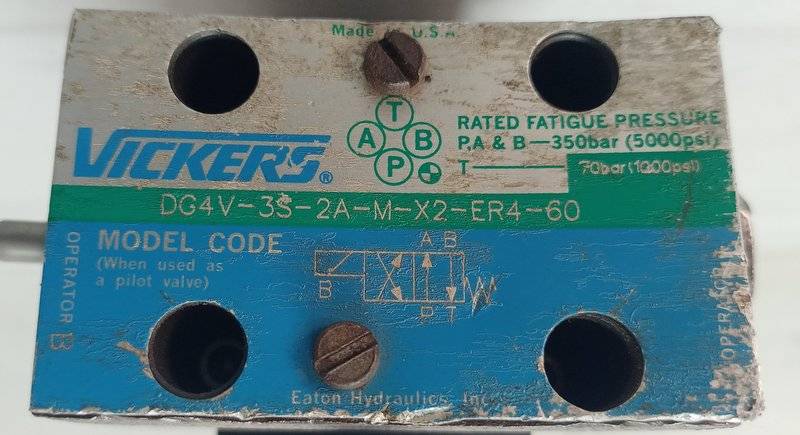 Made U.S.A.
T
A B
P
RATED FATIGUE PRESSURE
P,A & B—350bar (5000psi)
T 70bar(1000psi)
VICKERS®
DG4V-3S-2A-M-X2-ER4-60
MODEL CODE
(When used as
a pilot valve)
OPERATOR B
A B
B
P T
OPERATOR
Eaton Hydraulics, Inc